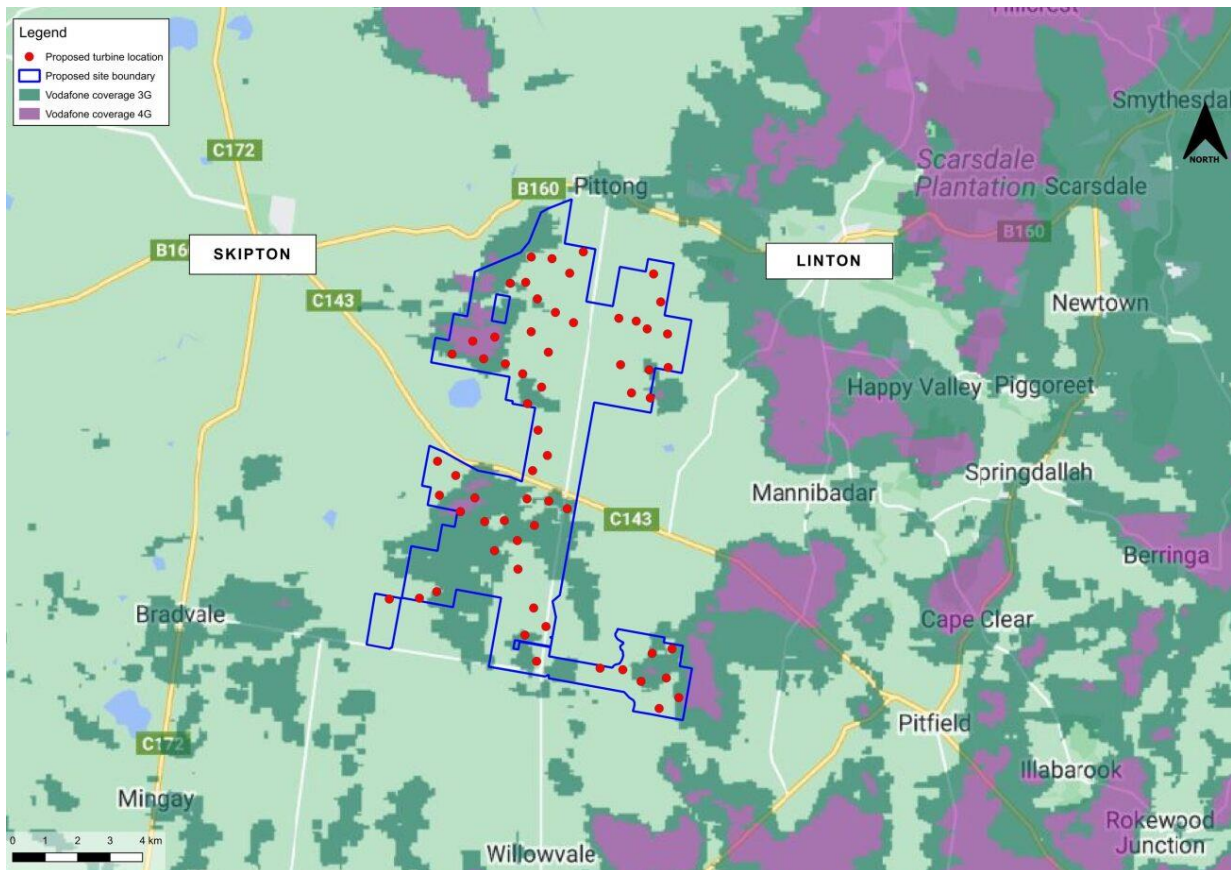 Legend
Proposed turbine location
Proposed site boundary
Vodafone coverage 3G
Vodafone coverage 4G
Hillcrest
Smythesdal
NORTH
C172
Scarsdale
Plantation
Scarsdale
B160
Pittong
B160
B16
SKIPTON
LINTON
C143
Newtown
Happy Valley
Piggoreet
Springdallah
Mannibadar
C143
Berringa
Bradvale
Cape Clear
Pitfield
C172
Illabarook
Mingay
Rokewood
Junction
Willowvale
0 1 2 3 4 km